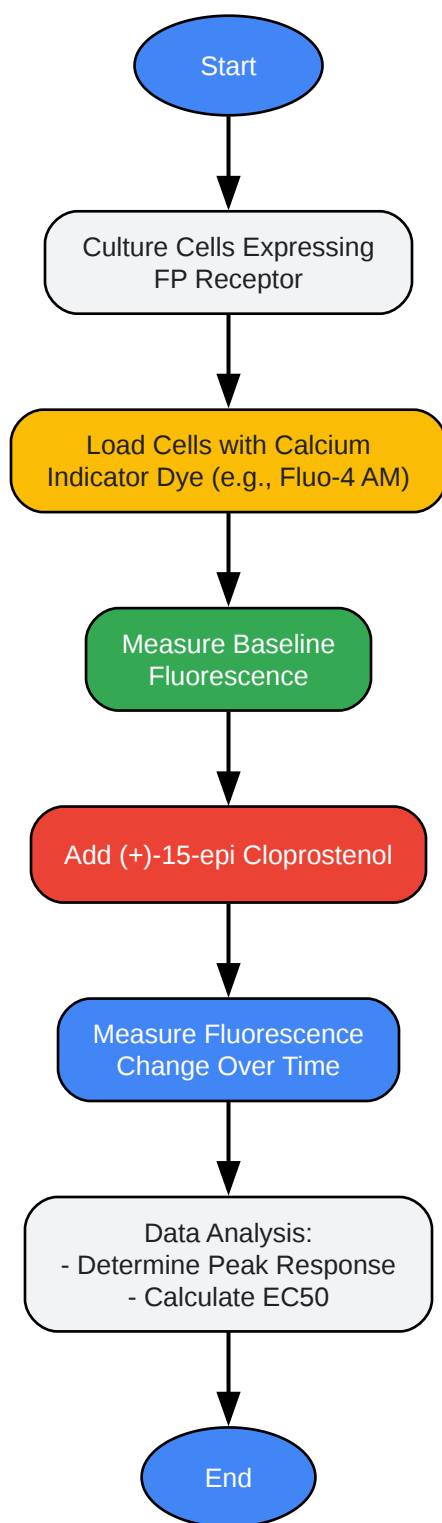 Start
Culture Cells Expressing
FP Receptor
Load Cells with Calcium
Indicator Dye (e.g., Fluo-4 AM)
Measure Baseline
Fluorescence
Add (+)-15-epi Cloprostenol
Measure Fluorescence
Change Over Time
Data Analysis:
- Determine Peak Response
- Calculate EC50
End